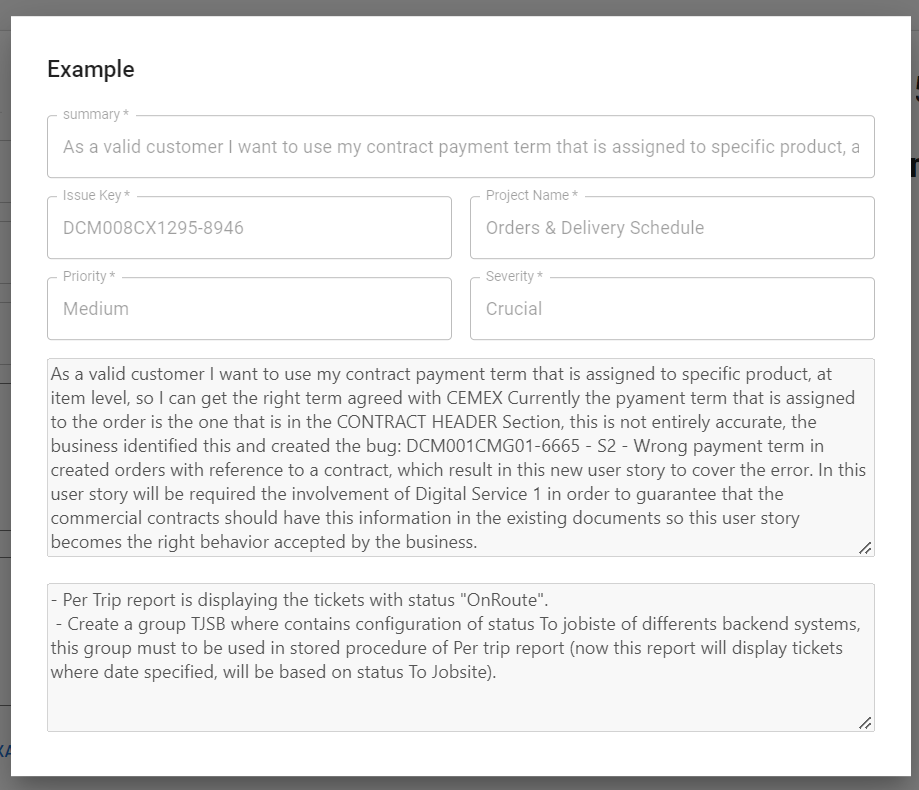 Example
summary *
As a valid customer I want to use my contract payment term that is assigned to specific product, a
Issue Key *
Project Name *
DCM008CX1295-8946
Orders & Delivery Schedule
Priority *
Severity *
Medium
Crucial
As a valid customer I want to use my contract payment term that is assigned to specific product, at
item level, so I can get the right term agreed with CEMEX Currently the pyament term that is assigned
to the order is the one that is in the CONTRACT HEADER Section, this is not entirely accurate, the
business identified this and created the bug: DCM001CMG01-6665 - S2 - Wrong payment term in
created orders with reference to a contract, which result in this new user story to cover the error. In this
user story will be required the involvement of Digital Service 1 in order to guarantee that the
commercial contracts should have this information in the existing documents so this user story
becomes the right behavior accepted by the business.
- Per Trip report is displaying the tickets with status "OnRoute".
- Create a group TJSB where contains configuration of status To jobiste of differents backend systems,
this group must to be used in stored procedure of Per trip report (now this report will display tickets
where date specified, will be based on status To Jobsite).